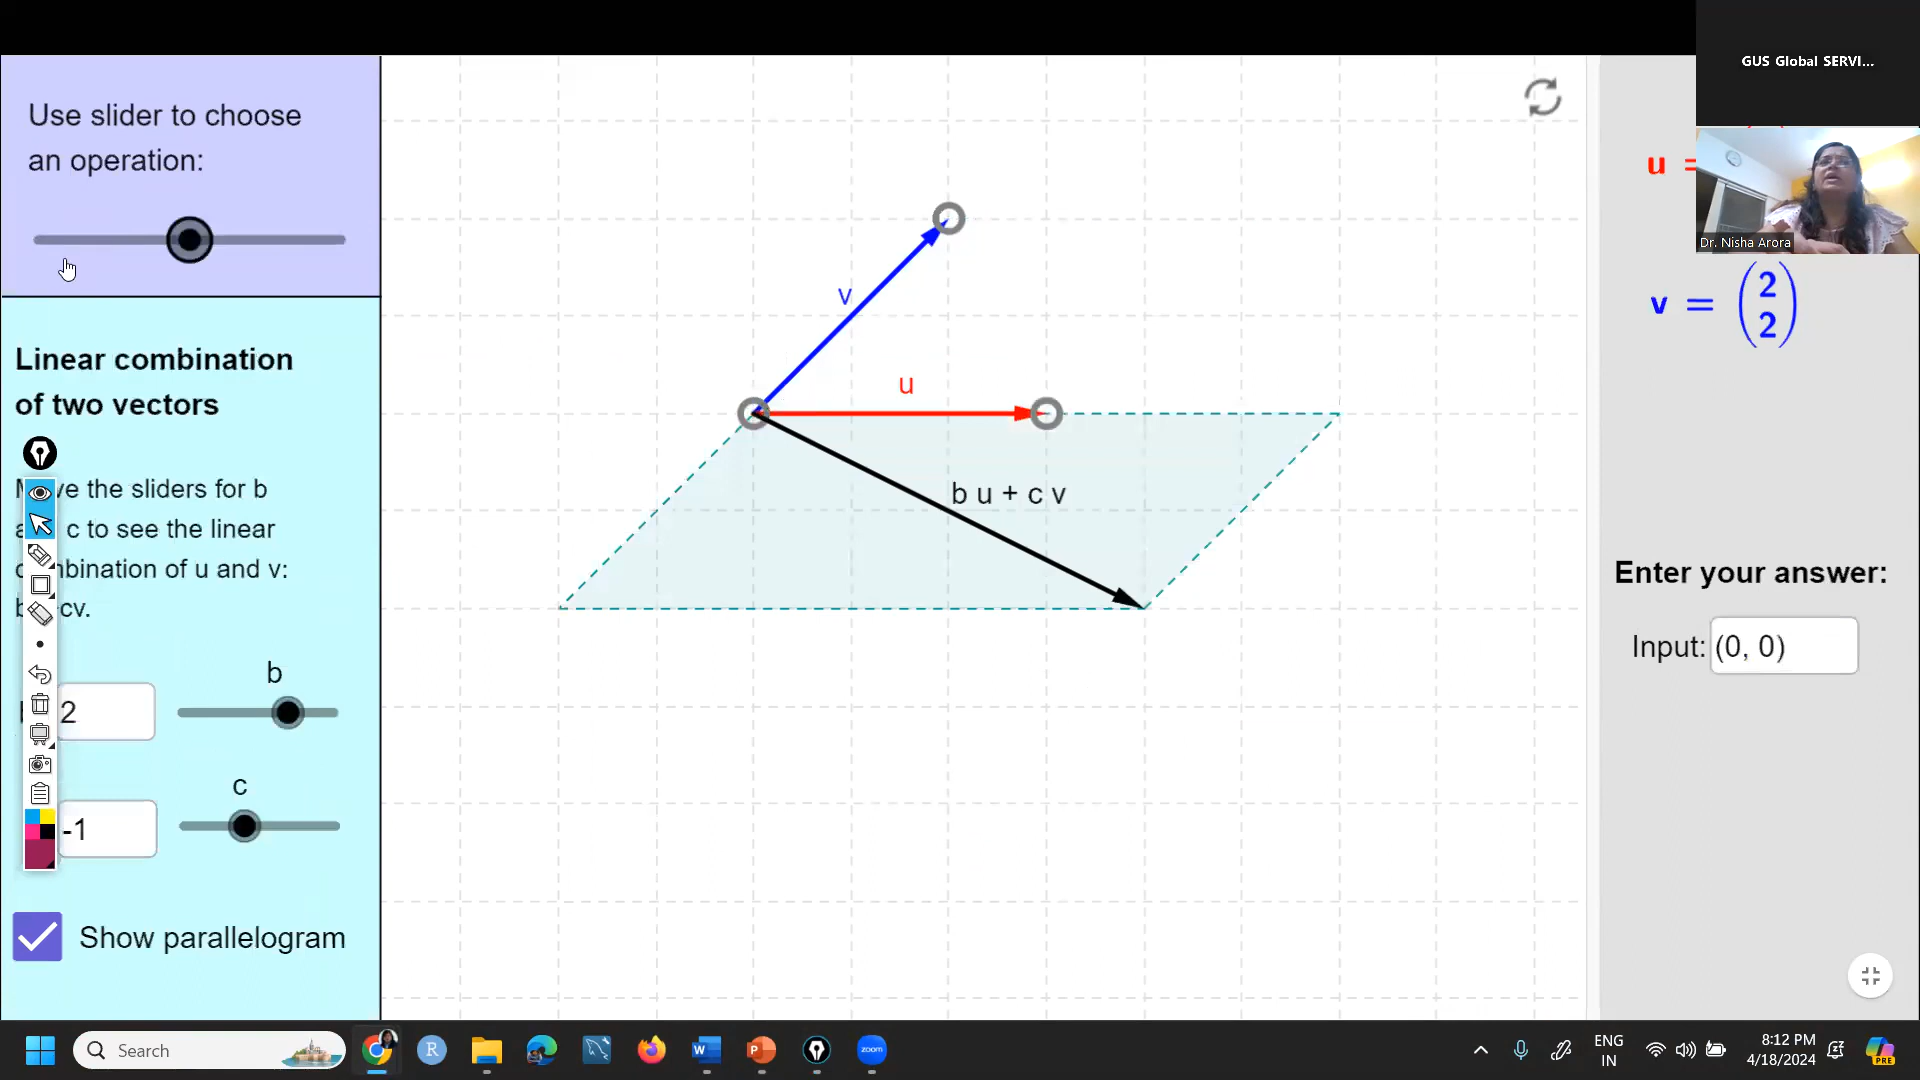 GUS Global SERVI...
Use slider to choose
an operation:
u =
Dr. Nisha Arora
v = (2
2)
v
u
b u + c v
Linear combination
of two vectors
ve the sliders for b
c to see the linear
bination of u and v:
cv.
b
2
c
-1
Show parallelogram
Enter your answer:
Input: (0, 0)
Search
R
W
P
zoom
ENG
IN
8:12 PM
4/18/2024
PRE